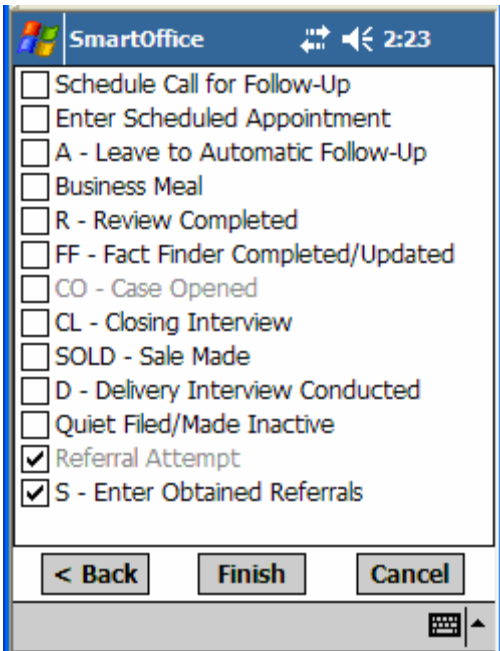 SmartOffice 2:23
Schedule Call for Follow-Up
Enter Scheduled Appointment
A - Leave to Automatic Follow-Up
Business Meal
R - Review Completed
FF - Fact Finder Completed/Updated
CO - Case Opened
CL - Closing Interview
SOLD - Sale Made
D - Delivery Interview Conducted
Quiet Filed/Made Inactive
Referral Attempt
S - Enter Obtained Referrals
< Back Finish Cancel